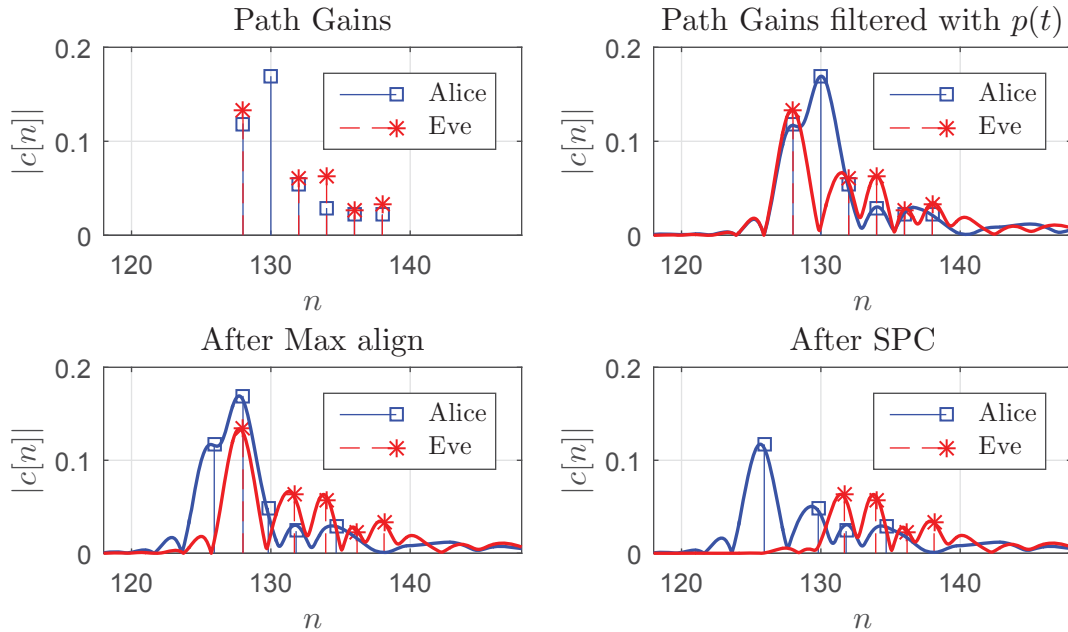 Path Gains
0.2
0.1
0
|c[n]|
Alice
Eve
120 130 140
n
Path Gains filtered with p(t)
0.2
0.1
0
|c[n]|
Alice
Eve
120 130 140
n
After Max align
0.2
0.1
0
|c[n]|
Alice
Eve
120 130 140
n
After SPC
0.2
0.1
0
|c[n]|
Alice
Eve
120 130 140
n